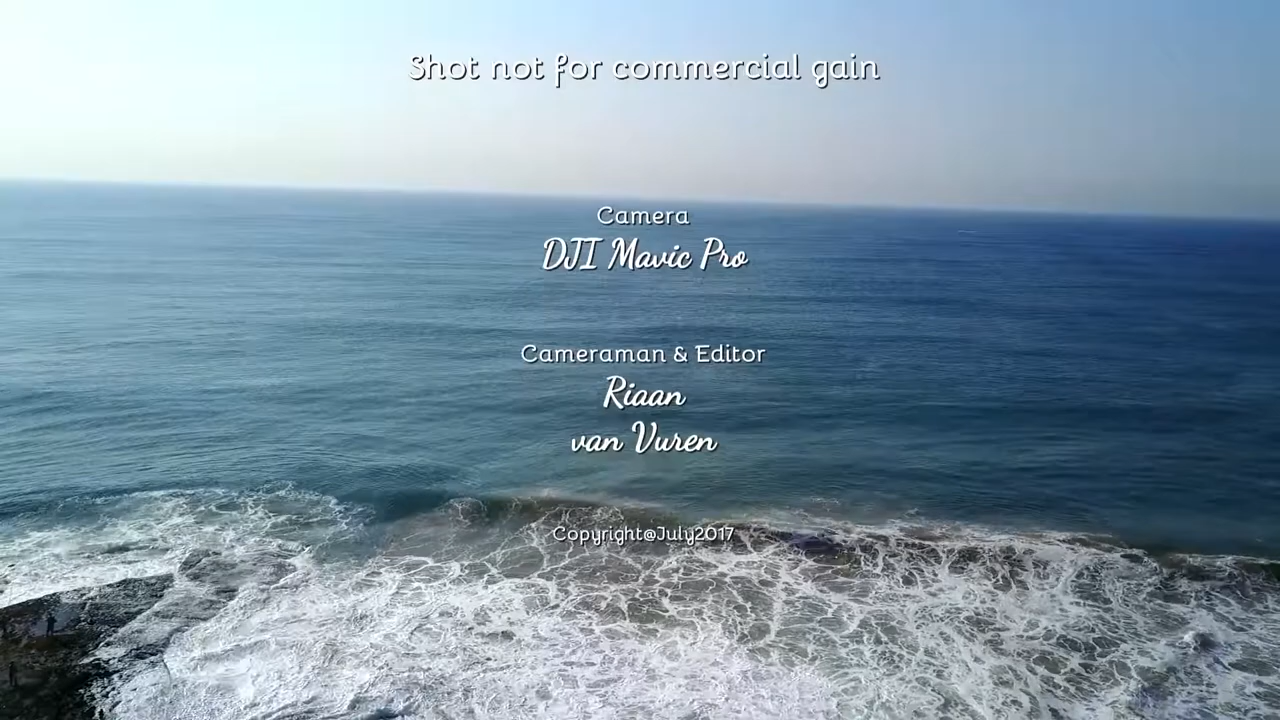 Shot not for commercial gain
Camera
DJI Mavic Pro
Cameraman & Editor
Riaan
van Vuren
Copyright@July2017